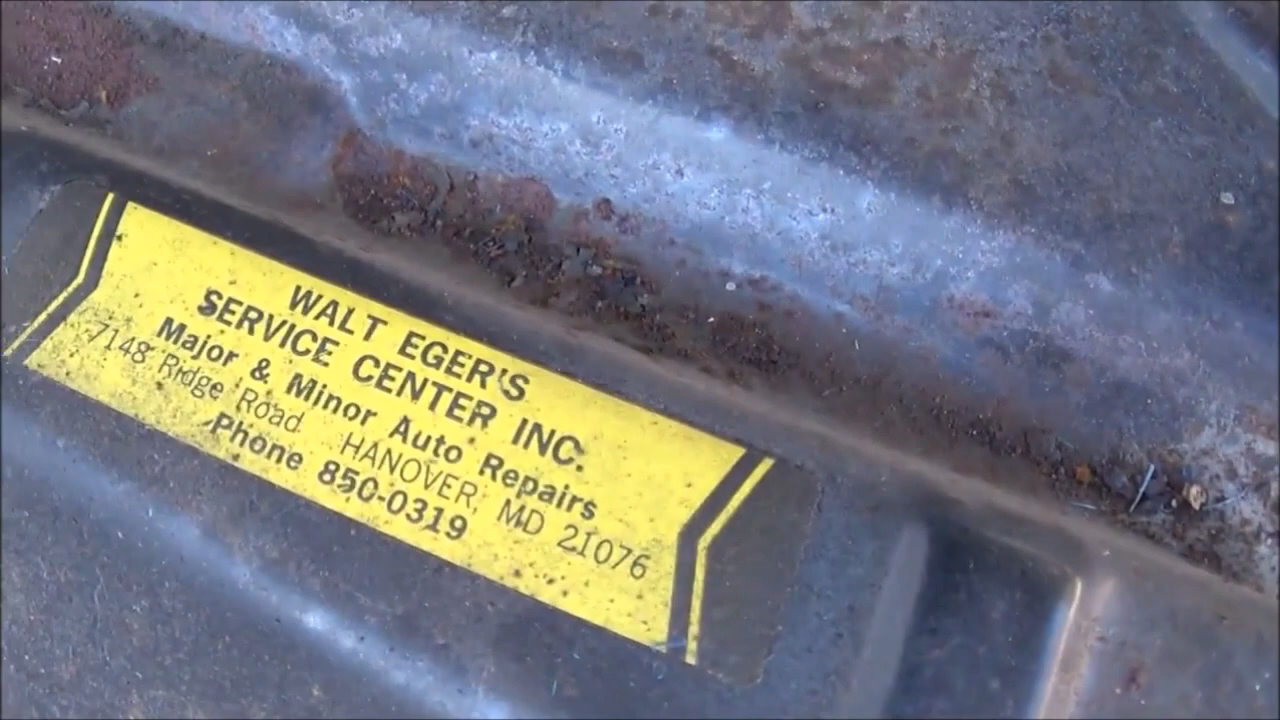 WALT EGER'S
SERVICE CENTER INC.
Major & Minor Auto Repairs
7148 Ridge Road HANOVER, MD 21076
Phone 850-0319